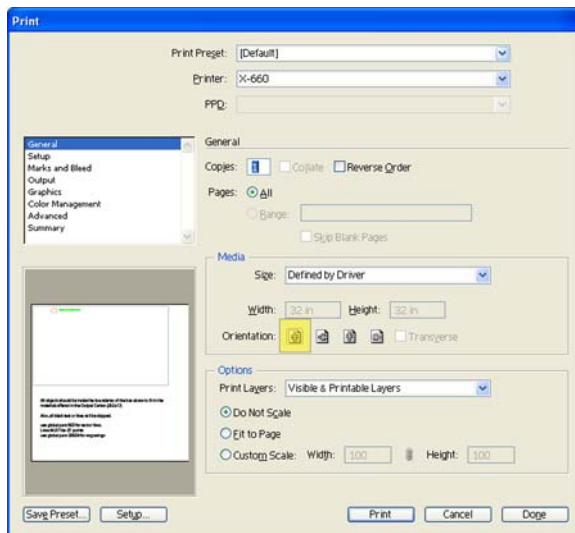 Print
Print Preset: [Default]
Printer: X-660
PPD:
General
Setup
Marks and Bleed
Output
Graphics
Color Management
Advanced
Summary
General
Copies: 1 Collate Reverse Order
Pages: All
Range:
Skip Blank Pages
Media
Size: Defined by Driver
Width: 32 in Height: 32 in
Orientation: Transverse
Options
Print Layers: Visible & Printable Layers
Do Not Scale
Fit to Page
Custom Scale: Width: 100 Height: 100
Save Preset... Setup... Print Cancel Done